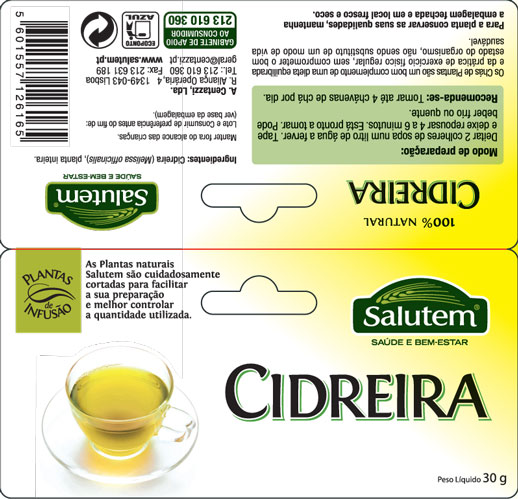 PLANTAS
de
INFUSÃO
As Plantas naturais
Salutem são cuidadosamente
cortadas para facilitar
a sua preparação
e melhor controlar
a quantidade utilizada.
Salutem®
SAÚDE E BEM-ESTAR
CIDREIRA
Peso Líquido 30 g
100% NATURAL
CIDREIRA
Modo de preparação:
Deitar 2 colheres de sopa num litro de água a ferver. Tape
e deixe repousar 4 a 6 minutos. Está pronto a tomar. Pode
beber frio ou quente.
Recomenda-se: Tomar até 4 chávenas de chá por dia.
Os Chás de Plantas são um bom complemento de uma dieta equilibrada
e da prática de exercício físico regular, sem comprometer o bom
estado do organismo, não sendo substituto de um modo de vida
saudável.
Para a planta conservar as suas qualidades, mantenha
a embalagem fechada e em local fresco e seco.
Salutem®
SAÚDE E BEM-ESTAR
Ingredientes: Cidreira (Melissa officinalis), planta inteira.
Manter fora do alcance das crianças.
Lote e Consumir de preferência antes do fim de:
(ver base da embalagem).
A. Centazzi, Lda.
R. Aliança Operária, 4 1349-043 Lisboa
Tel.: 213 610 360 Fax: 213 631 189
geral@centazzi.pt www.salutem.pt
GABINETE DE APOIO
AO CONSUMIDOR
213 610 360
ECOPONTO
AZUL
5601557126165